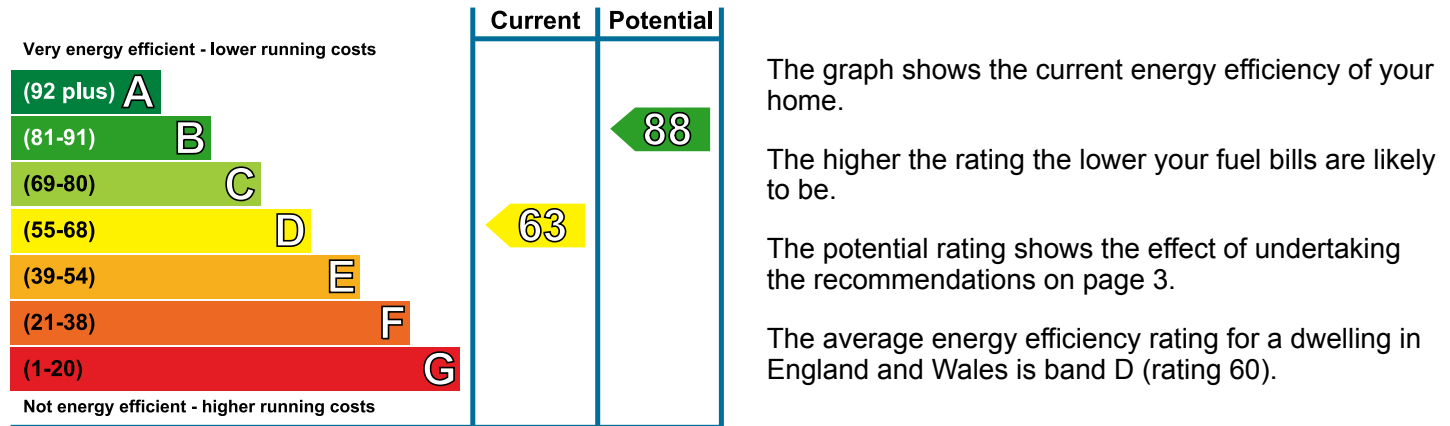 Current Potential
Very energy efficient - lower running costs
(92 plus) A
(81-91) B
88
(69-80) C
(55-68) D
63
(39-54) E
(21-38) F
(1-20) G
Not energy efficient - higher running costs
The graph shows the current energy efficiency of your
home.
The higher the rating the lower your fuel bills are likely
to be.
The potential rating shows the effect of undertaking
the recommendations on page 3.
The average energy efficiency rating for a dwelling in
England and Wales is band D (rating 60).